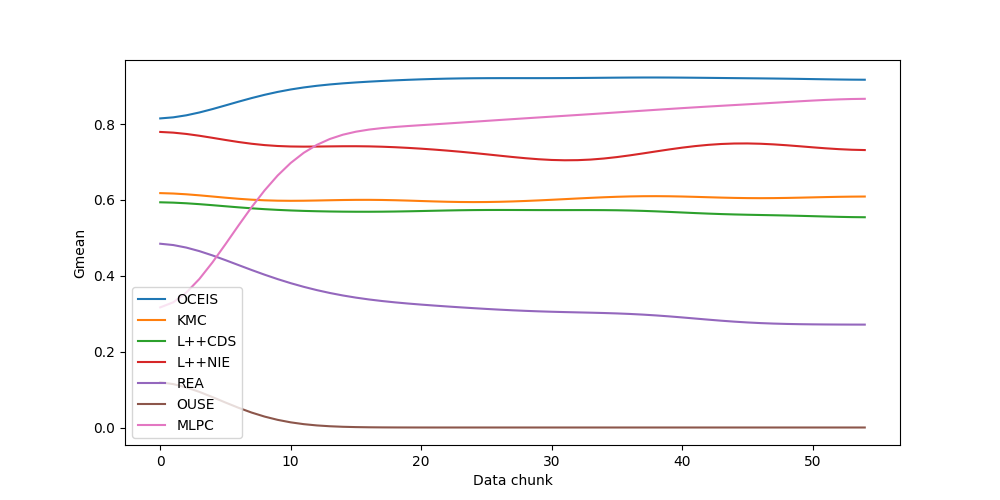 Gmean
0.8
0.6
0.4
0.2
0.0
OCEIS
KMC
L++CDS
L++NIE
REA
OUSE
MLPC
0 10 20 30 40 50
Data chunk